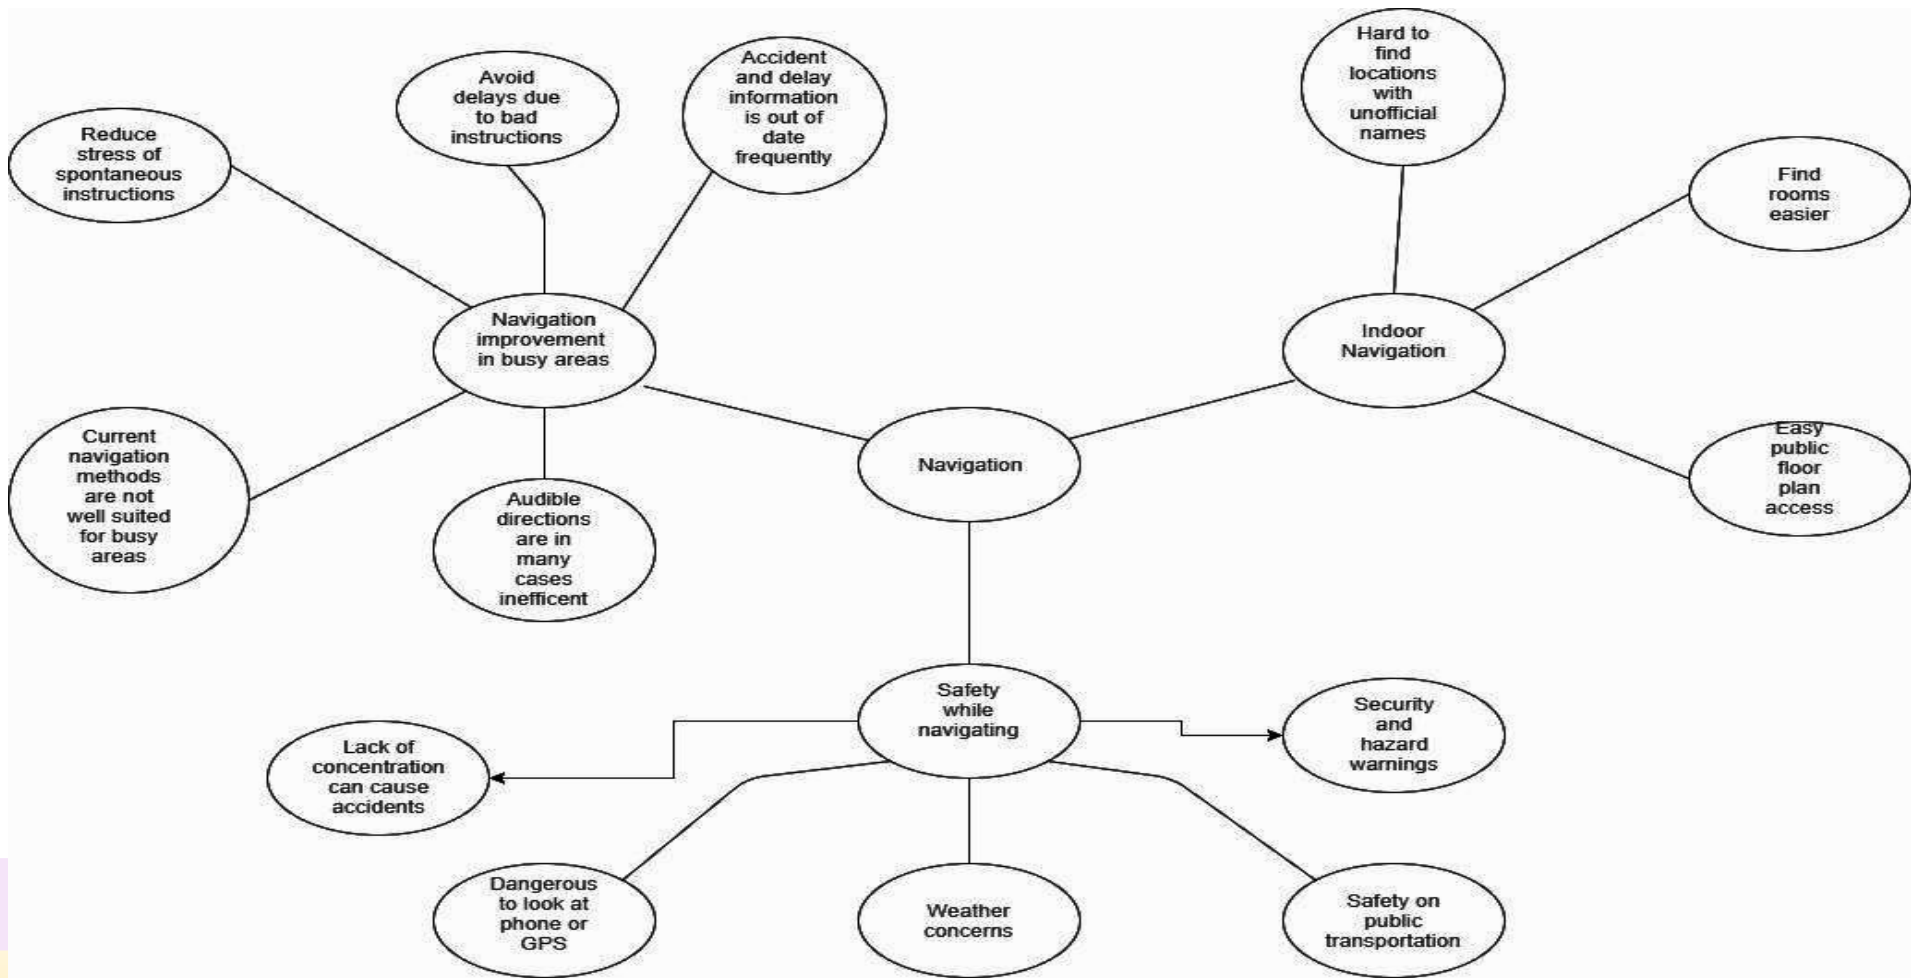 Hard to
find
locations
with
unofficial
names
Accident
and delay
information
is out of
date
frequently
Avoid
delays due
to bad
instructions
Reduce
stress of
spontaneous
instructions
Find
rooms
easier
Navigation
improvement
in busy areas
Indoor
Navigation
Current
navigation
methods
are not
well suited
for busy
areas
Navigation
Easy
public
floor
plan
access
Audible
directions
are in
many
cases
inefficent
Safety
while
navigating
Security
and
hazard
warnings
Lack of
concentration
can cause
accidents
Dangerous
to look at
phone or
GPS
Weather
concerns
Safety on
public
transportation